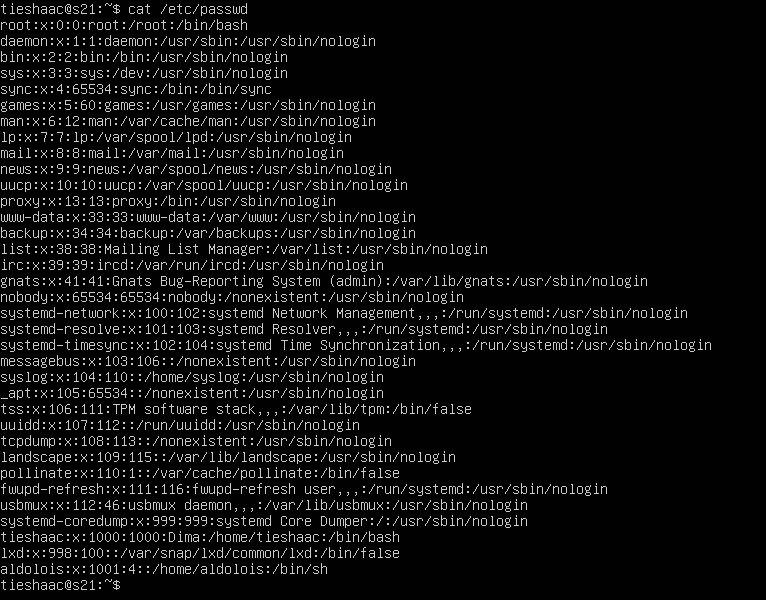 tieshaac@s21:~$ cat /etc/passwd
root:x:0:0:root:/root:/bin/bash
daemon:x:1:1:daemon:/usr/sbin:/usr/sbin/nologin
bin:x:2:2:bin:/bin:/usr/sbin/nologin
sys:x:3:3:sys:/dev:/usr/sbin/nologin
sync:x:4:65534:sync:/bin:/bin/sync
games:x:5:60:games:/usr/games:/usr/sbin/nologin
man:x:6:12:man:/var/cache/man:/usr/sbin/nologin
lp:x:7:7:lp:/var/spool/lpd:/usr/sbin/nologin
mail:x:8:8:mail:/var/mail:/usr/sbin/nologin
news:x:9:9:news:/var/spool/news:/usr/sbin/nologin
uucp:x:10:10:uucp:/var/spool/uucp:/usr/sbin/nologin
proxy:x:13:13:proxy:/bin:/usr/sbin/nologin
www-data:x:33:33:www-data:/var/www:/usr/sbin/nologin
backup:x:34:34:backup:/var/backups:/usr/sbin/nologin
list:x:38:38:Mailing List Manager:/var/list:/usr/sbin/nologin
irc:x:39:39:ircd:/var/run/ircd:/usr/sbin/nologin
gnats:x:41:41:Gnats Bug-Reporting System (admin):/var/lib/gnats:/usr/sbin/nologin
nobody:x:65534:65534:nobody:/nonexistent:/usr/sbin/nologin
systemd-network:x:100:102:systemd Network Management,,,:/run/systemd:/usr/sbin/nologin
systemd-resolve:x:101:103:systemd Resolver,,,:/run/systemd:/usr/sbin/nologin
systemd-timesync:x:102:104:systemd Time Synchronization,,,:/run/systemd:/usr/sbin/nologin
messagebus:x:103:106::/nonexistent:/usr/sbin/nologin
syslog:x:104:110::/home/syslog:/usr/sbin/nologin
_apt:x:105:65534::/nonexistent:/usr/sbin/nologin
tss:x:106:111:TPM software stack,,,:/var/lib/tpm:/bin/false
uuidd:x:107:112::/run/uuidd:/usr/sbin/nologin
tcpdump:x:108:113::/nonexistent:/usr/sbin/nologin
landscape:x:109:115::/var/lib/landscape:/usr/sbin/nologin
pollinate:x:110:1::/var/cache/pollinate:/bin/false
fwupd-refresh:x:111:116:fwupd-refresh user,,,:/run/systemd:/usr/sbin/nologin
usbmux:x:112:46:usbmux daemon,,,:/var/lib/usbmux:/usr/sbin/nologin
systemd-coredump:x:999:999:systemd Core Dumper:/:/usr/sbin/nologin
tieshaac:x:1000:1000:Dima:/home/tieshaac:/bin/bash
lxd:x:998:100::/var/snap/lxd/common/lxd:/bin/false
aldolois:x:1001:4::/home/aldolois:/bin/sh
tieshaac@s21:~$